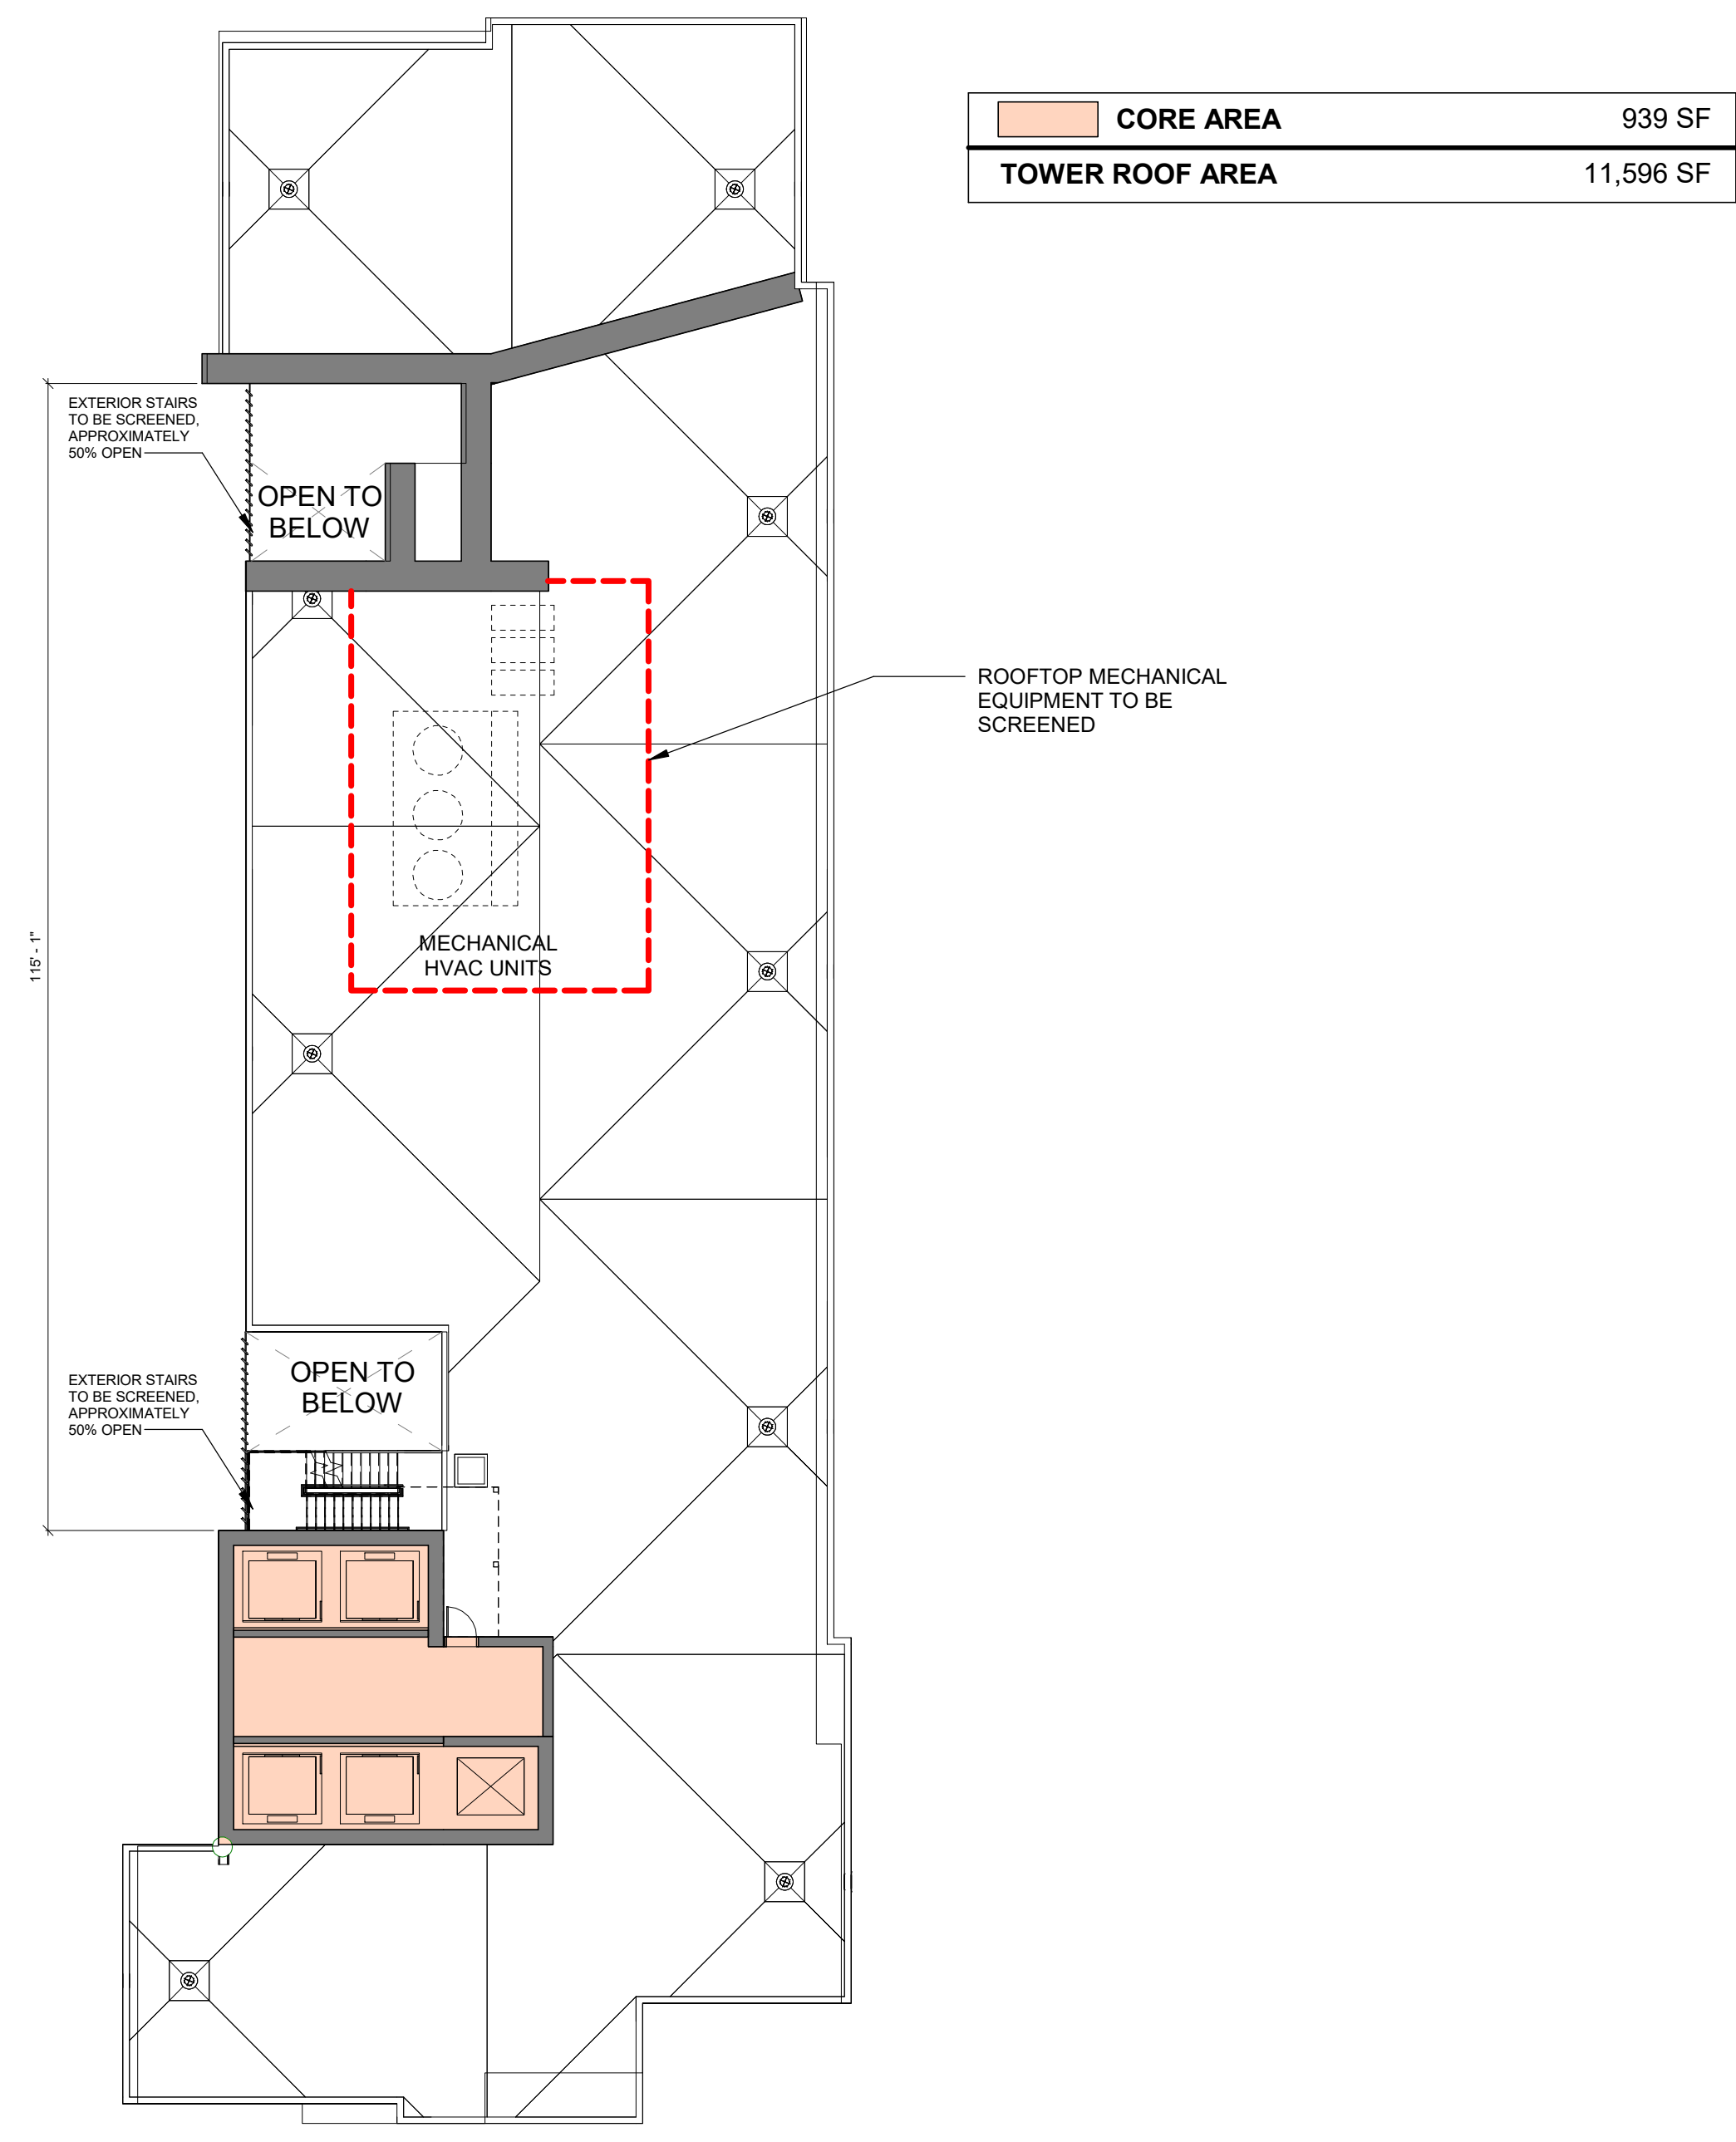 CORE AREA 939 SF
TOWER ROOF AREA 11,596 SF
EXTERIOR STAIRS
TO BE SCREENED,
APPROXIMATELY
50% OPEN
OPEN TO
BELOW
ROOFTOP MECHANICAL
EQUIPMENT TO BE
SCREENED
MECHANICAL
HVAC UNITS
115' - 1"
EXTERIOR STAIRS
TO BE SCREENED,
APPROXIMATELY
50% OPEN
OPEN TO
BELOW